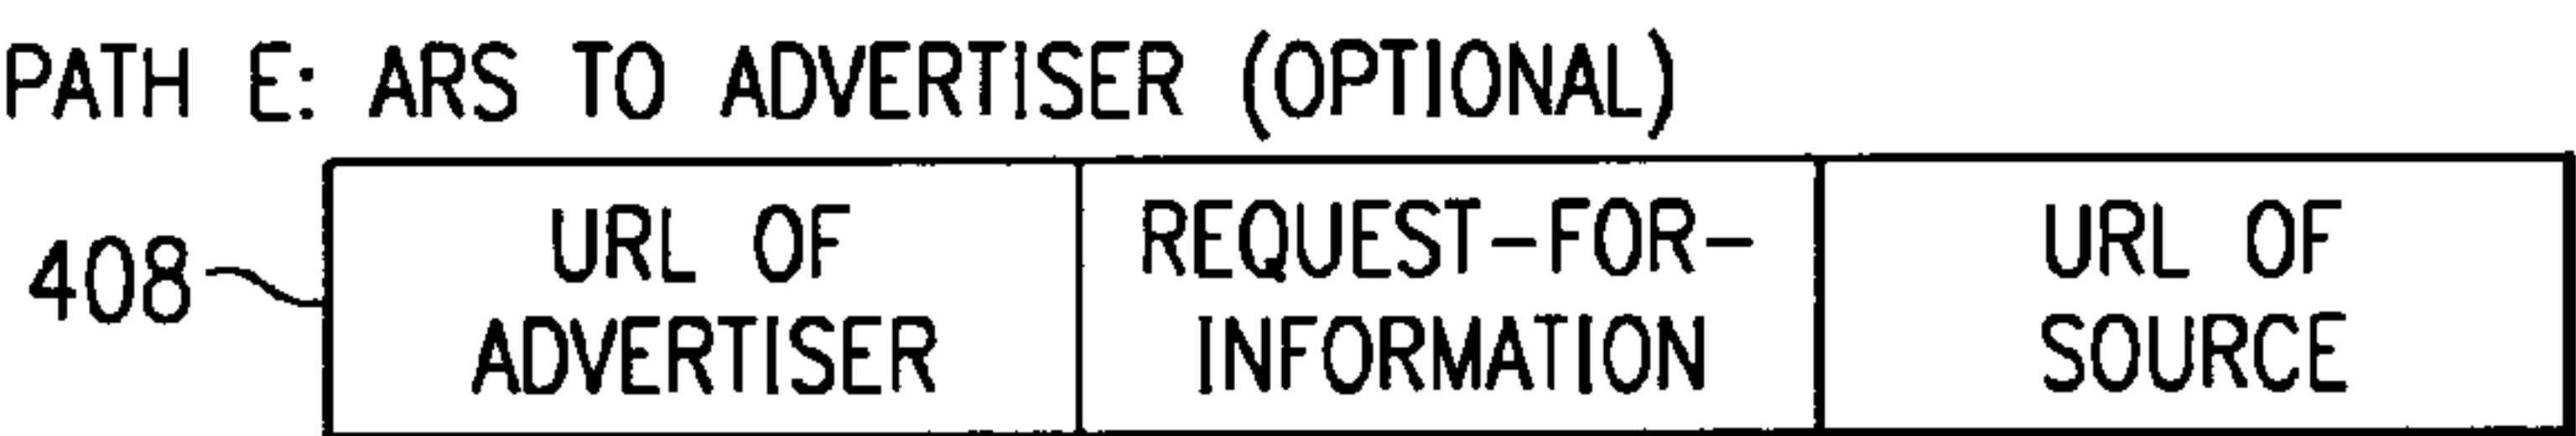 PATH E: ARS TO ADVERTISER (OPTIONAL)
408
URL OF
ADVERTISER
REQUEST-FOR-
INFORMATION
URL OF
SOURCE